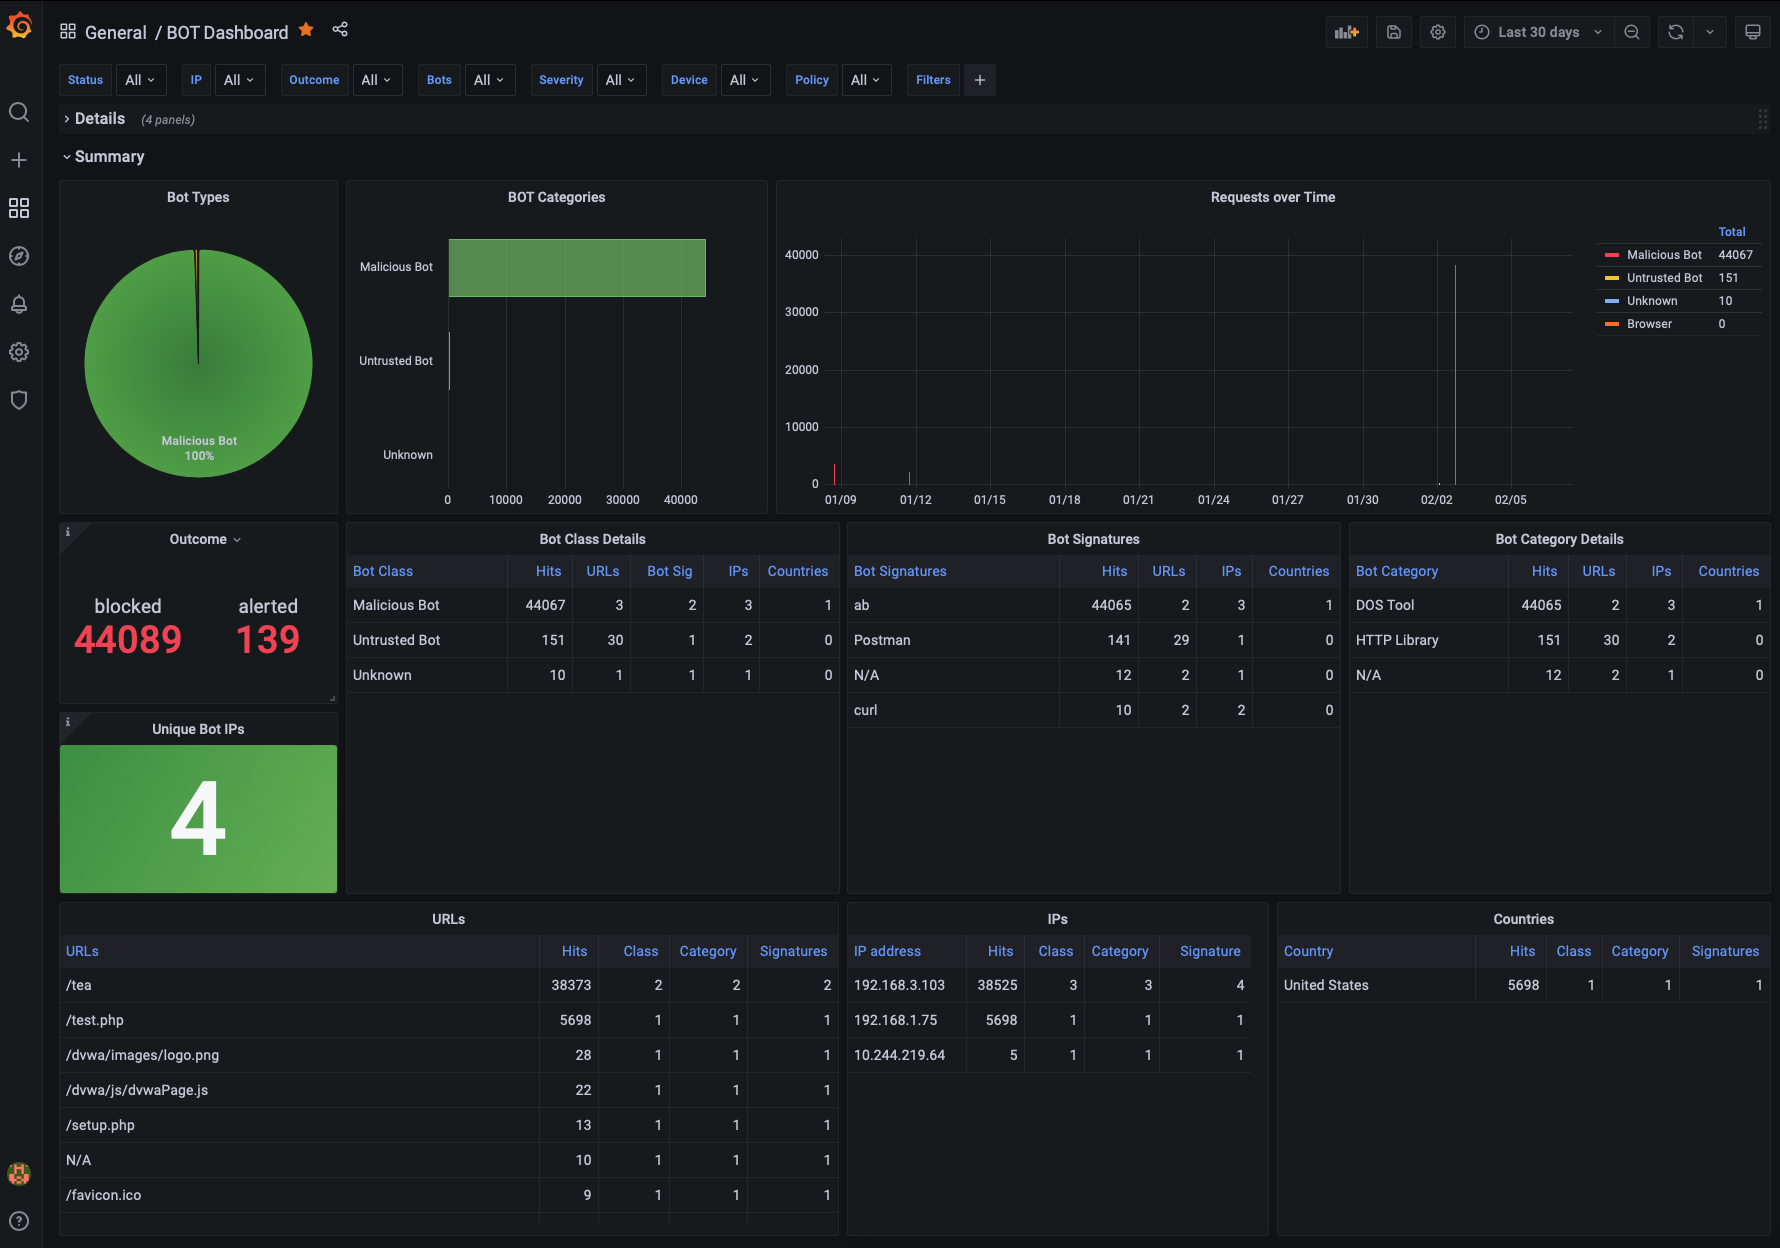 General / BOT Dashboard
Last 30 days
Status All IP All Outcome All Bots All Severity All Device All Policy All Filters
Details (4 panels)
Summary
Bot Types
Malicious Bot
100%
BOT Categories
Malicious Bot
Untrusted Bot
Unknown
0 10000 20000 30000 40000
Requests over Time
40000
30000
20000
10000
0
01/09 01/12 01/15 01/18 01/21 01/24 01/27 01/30 02/02 02/05
Total
Malicious Bot 44067
Untrusted Bot 151
Unknown 10
Browser 0
i
Outcome
blocked alerted
44089 139
i
Unique Bot IPs
4
Bot Class Details
Bot Class Hits URLs Bot Sig IPs Countries
Malicious Bot 44067 3 2 3 1
Untrusted Bot 151 30 1 2 0
Unknown 10 1 1 1 0
Bot Signatures
Bot Signatures Hits URLs IPs Countries
ab 44065 2 3 1
Postman 141 29 1 0
N/A 12 2 1 0
curl 10 2 2 0
Bot Category Details
Bot Category Hits URLs IPs Countries
DOS Tool 44065 2 3 1
HTTP Library 151 30 2 0
N/A 12 2 1 0
URLs
URLs Hits Class Category Signatures
/tea 38373 2 2 2
/test.php 5698 1 1 1
/dvwa/images/logo.png 28 1 1 1
/dvwa/js/dvwaPage.js 22 1 1 1
/setup.php 13 1 1 1
N/A 10 1 1 1
/favicon.ico 9 1 1 1
IPs
IP address Hits Class Category Signature
192.168.3.103 38525 3 3 4
192.168.1.75 5698 1 1 1
10.244.219.64 5 1 1 1
Countries
Country Hits Class Category Signatures
United States 5698 1 1 1